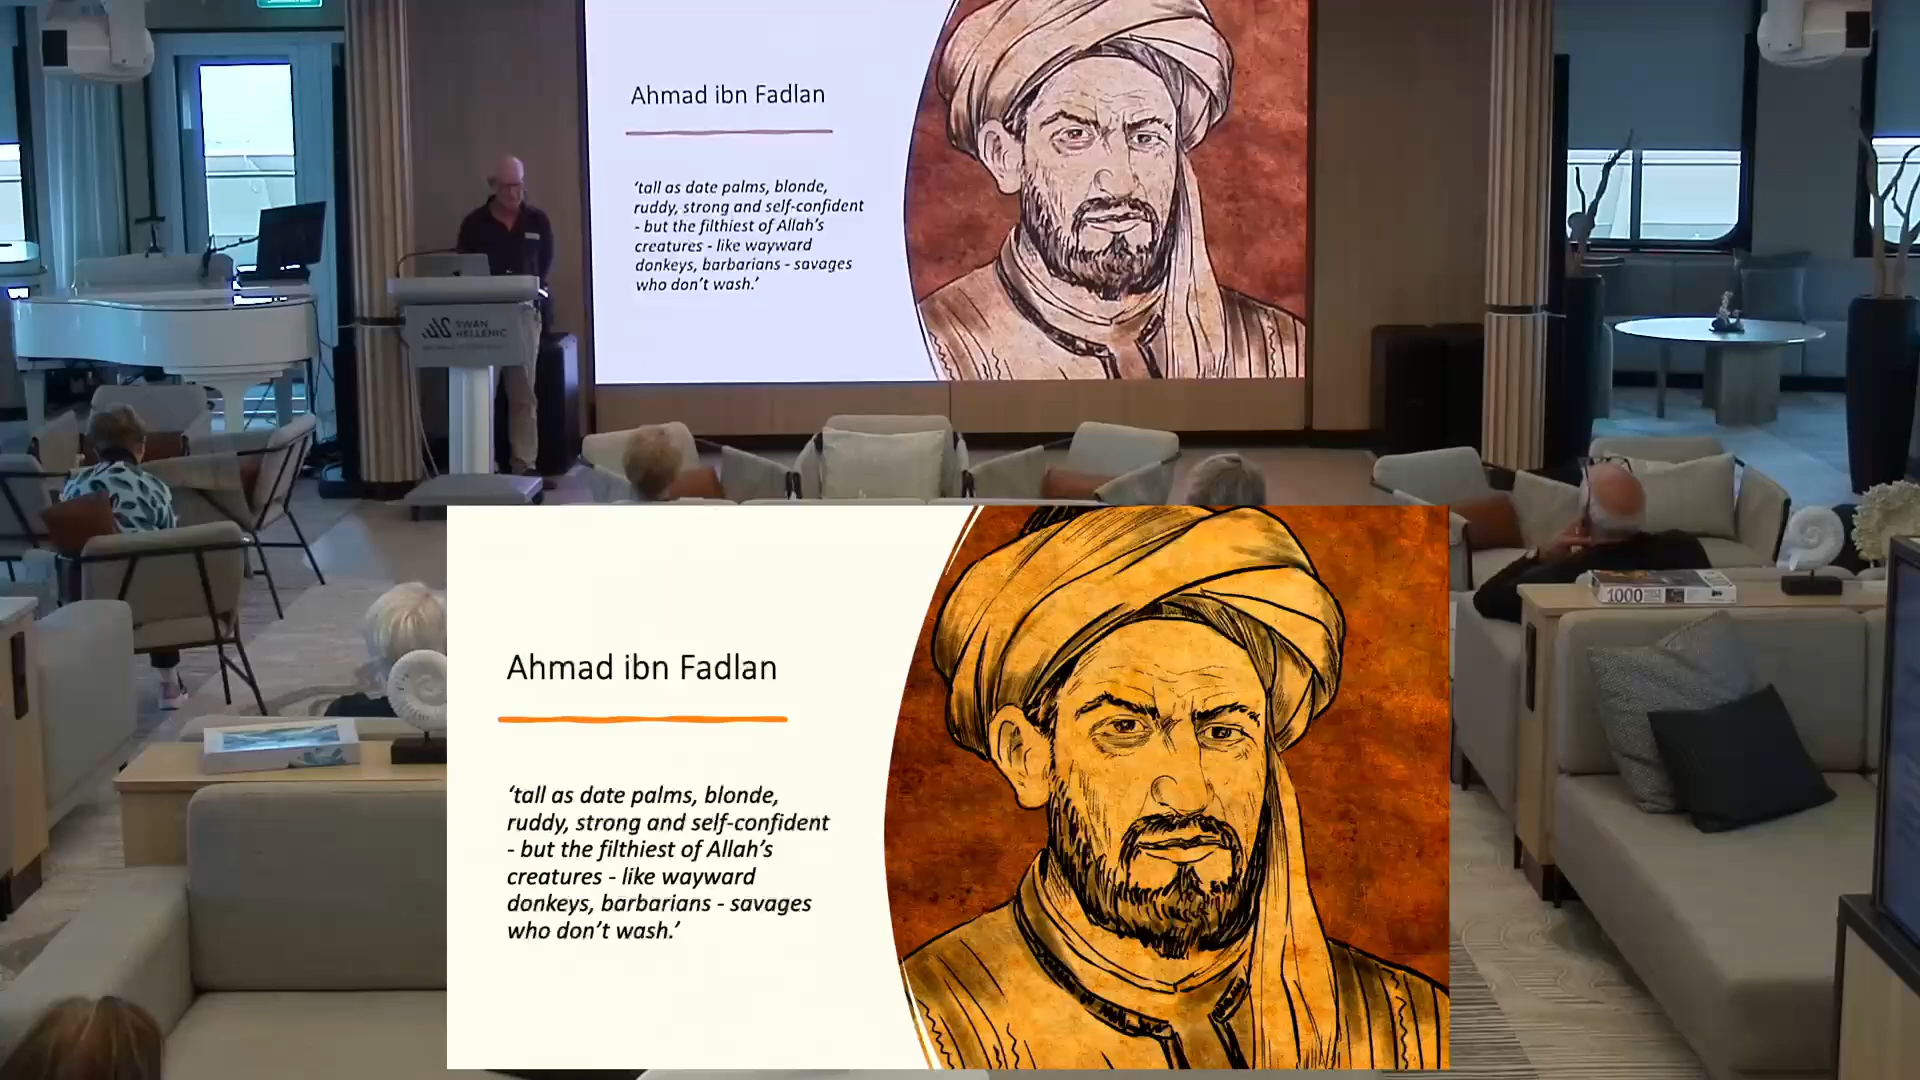 Ahmad ibn Fadlan
‘tall as date palms, blonde,
ruddy, strong and self-confident
- but the filthiest of Allah’s
creatures - like wayward
donkeys, barbarians - savages
who don’t wash.’
SWAN
HELLENIC
1000
Ahmad ibn Fadlan
‘tall as date palms, blonde,
ruddy, strong and self-confident
- but the filthiest of Allah’s
creatures - like wayward
donkeys, barbarians - savages
who don’t wash.’